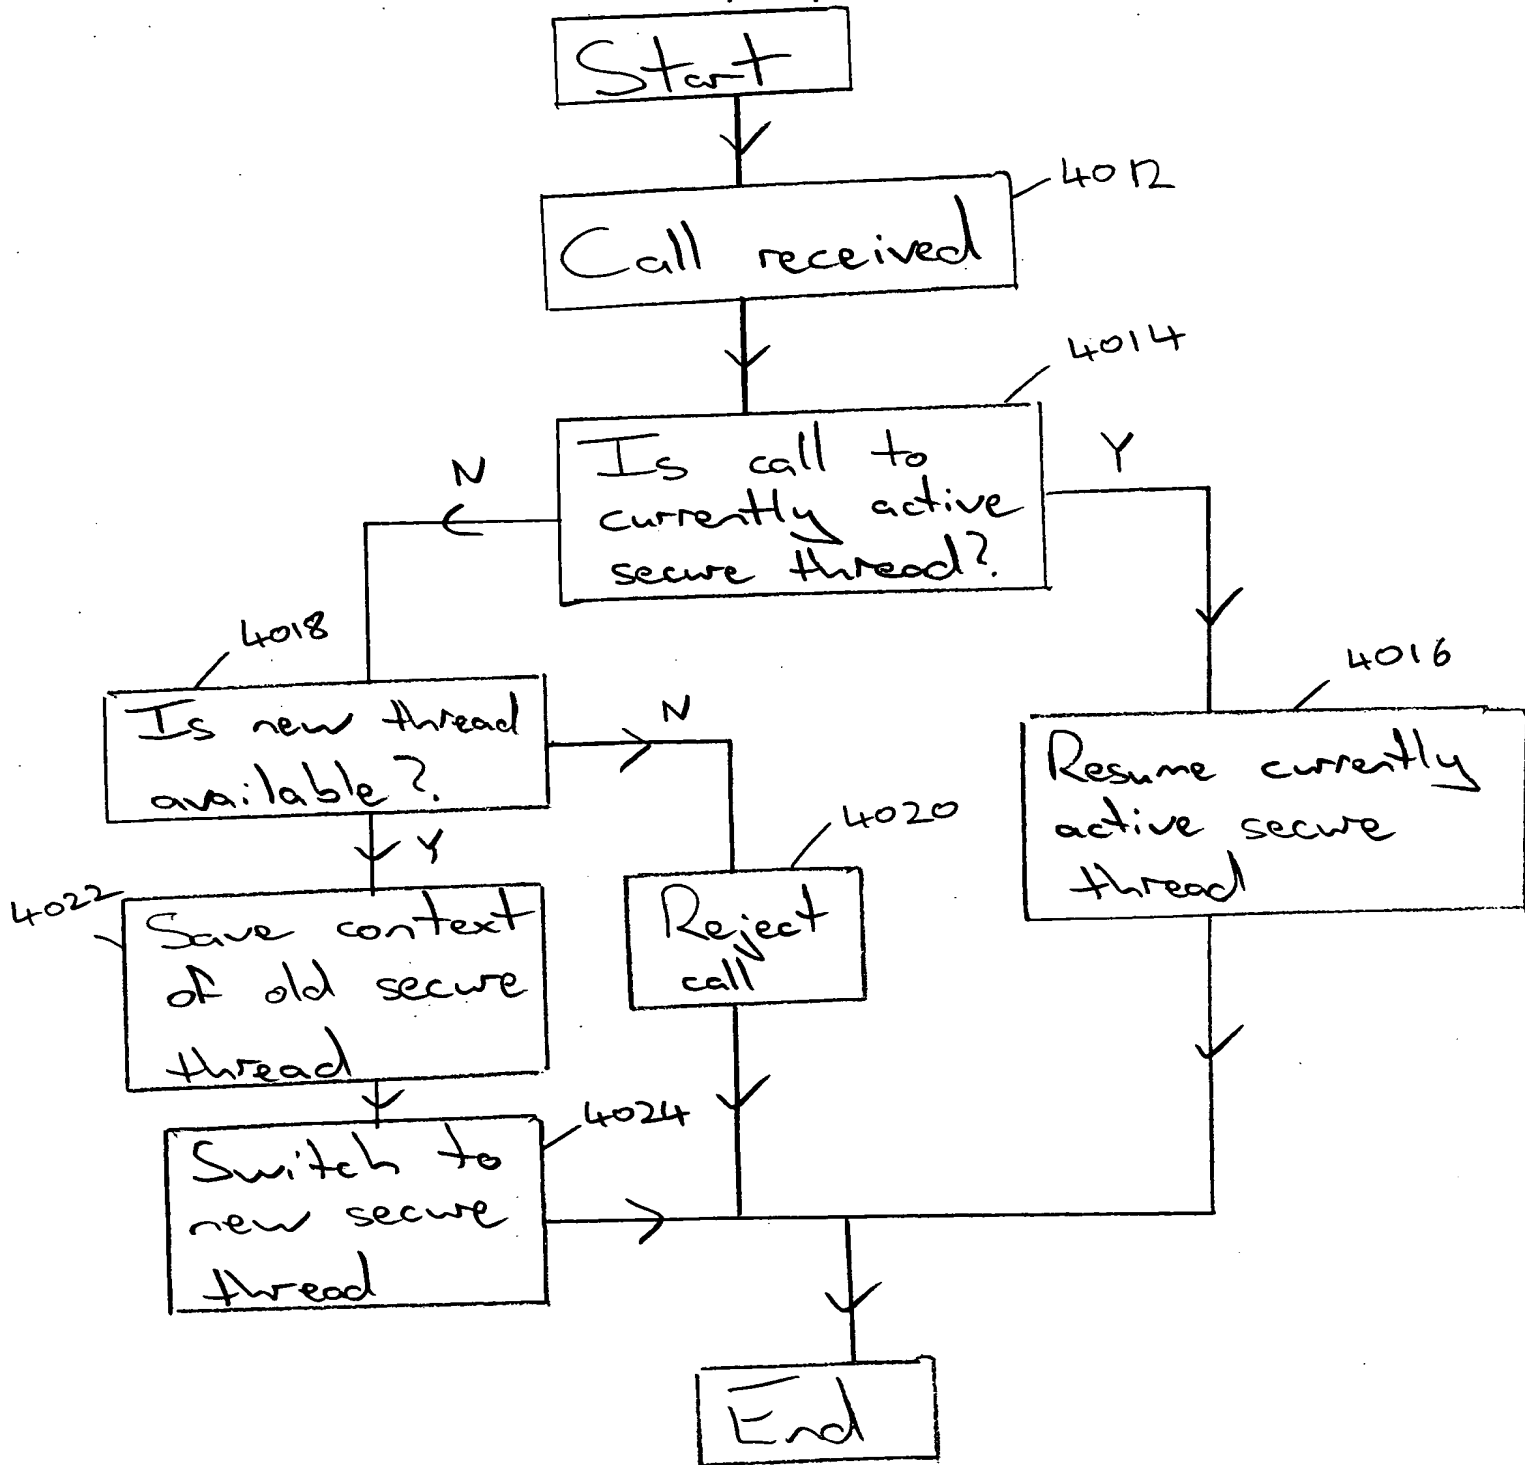 Start
4012
Call received
4014
Is call to
currently active
secure thread?
N
Y
4018
Is new thread
available?
N
4016
Resume currently
active secure
thread
4020
Reject
call
Y
4022
Save context
of old secure
thread
4024
Switch to
new secure
thread
End